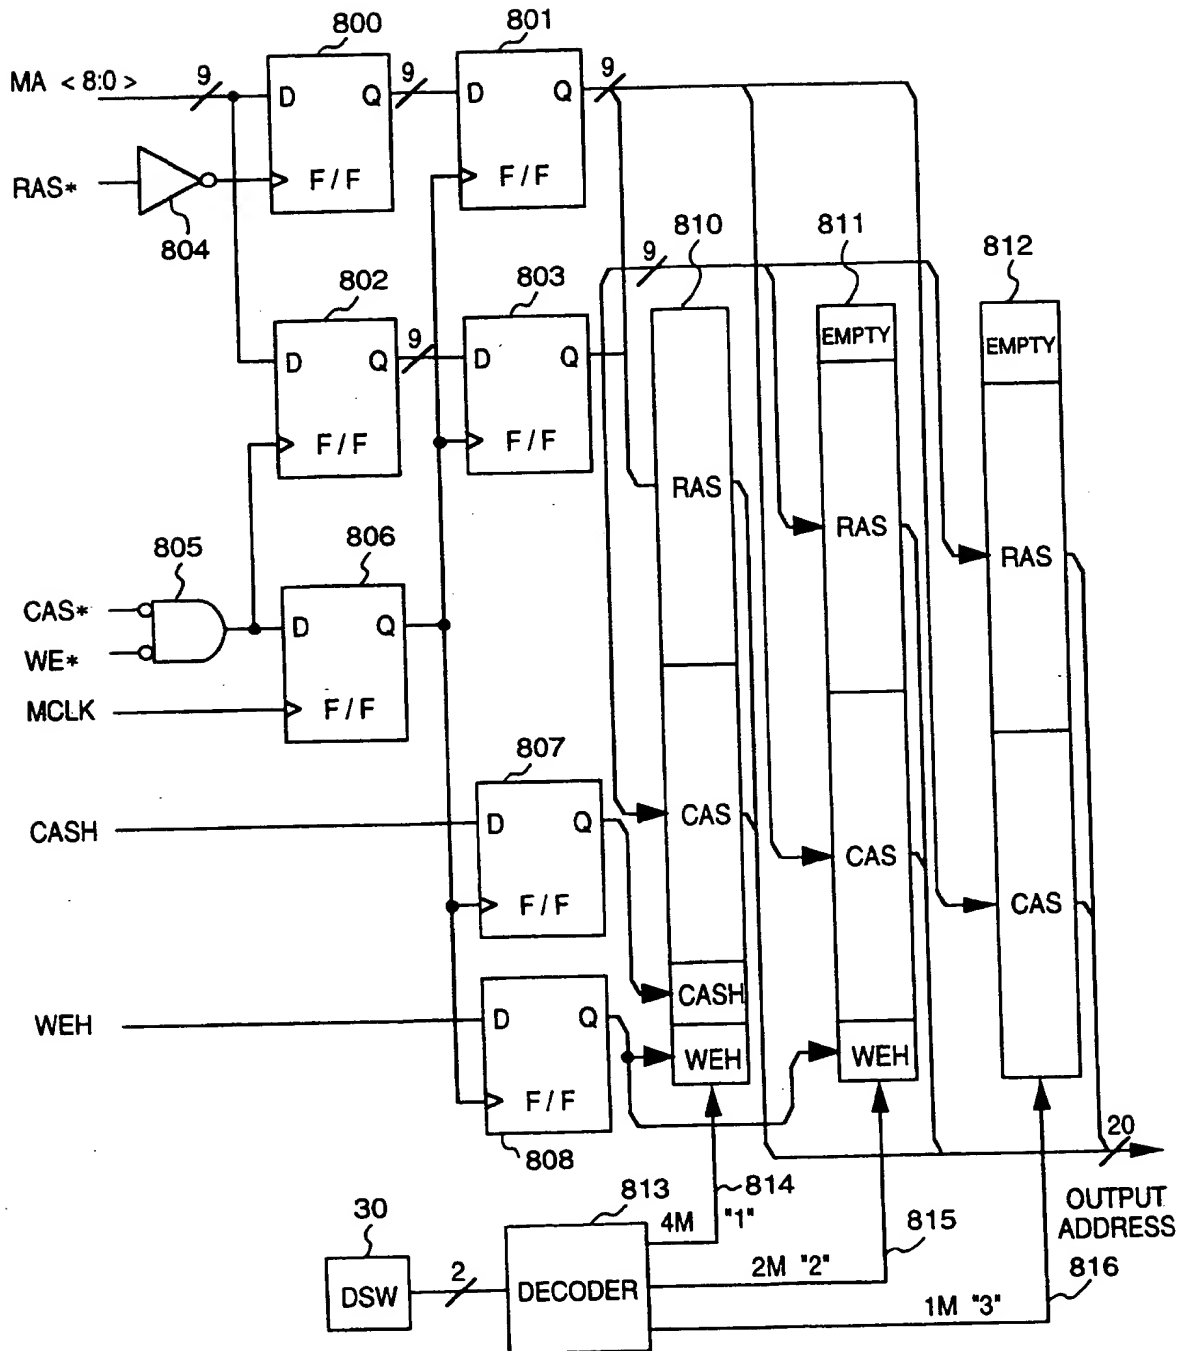 800
801
MA < 8:0 >
9
D
Q
9
D
Q
9
RAS*
F/F
F/F
804
810
811
812
802
803
9
D
Q
9
D
Q
EMPTY
EMPTY
F/F
F/F
RAS
RAS
RAS
805
806
CAS*
D
Q
WE*
MCLK
F/F
807
CASH
D
Q
CAS
CAS
CAS
F/F
CASH
WEH
D
Q
WEH
WEH
F/F
808
20
OUTPUT
ADDRESS
30
813
814
4M "1"
815
DSW
2
DECODER
2M "2"
816
1M "3"